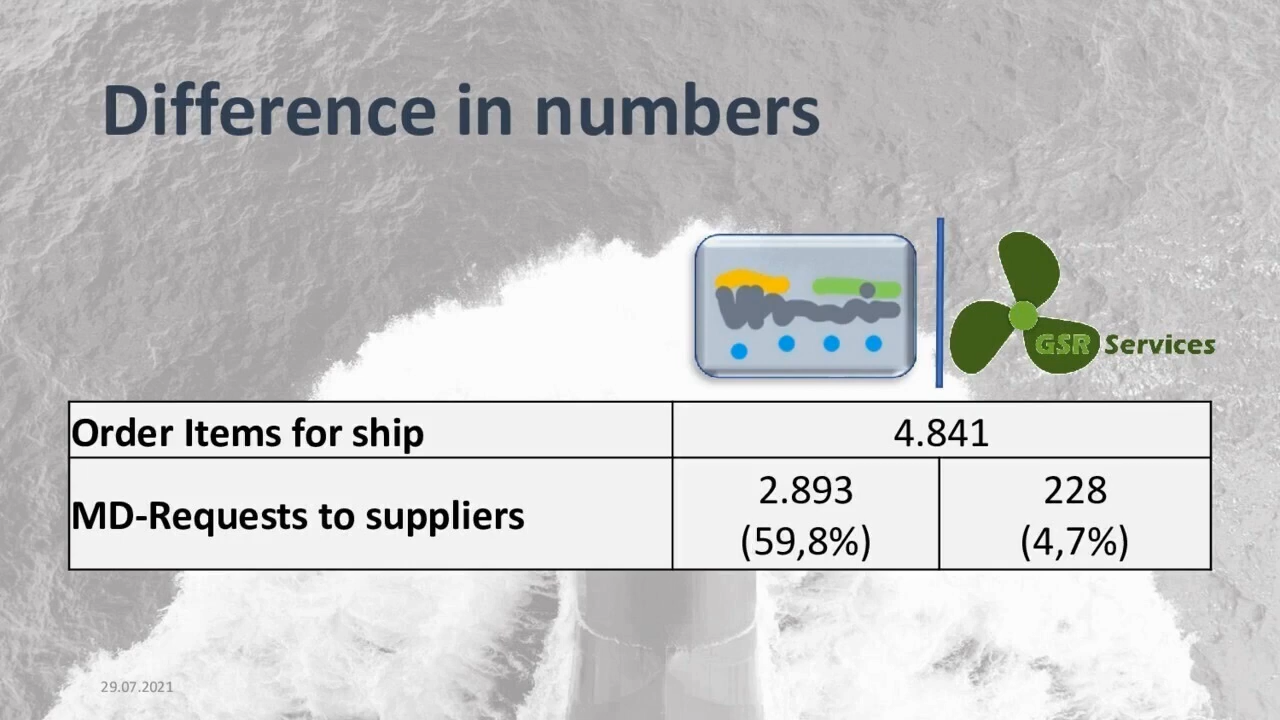 Difference in numbers
GSR Services
Order Items for ship
4.841
MD-Requests to suppliers
2.893
(59,8%)
228
(4,7%)
29.07.2021